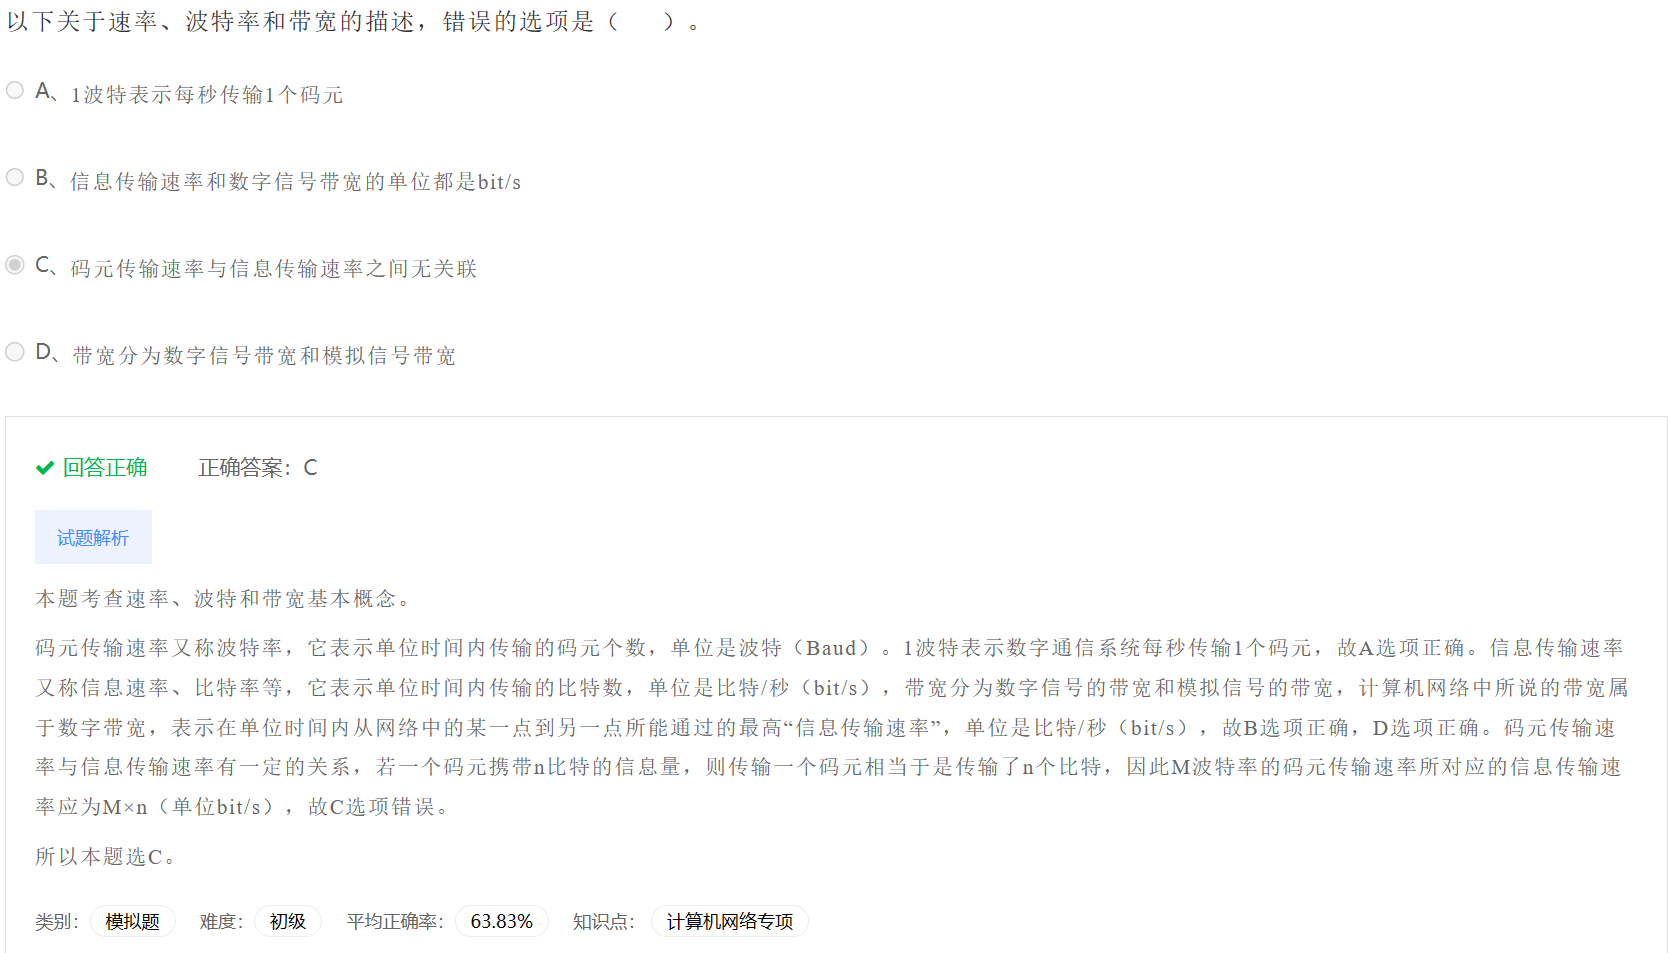 以下关于速率、波特率和带宽的描述，错误的选项是（　　）。
A、1波特表示每秒传输1个码元
B、信息传输速率和数字信号带宽的单位都是bit/s
C、码元传输速率与信息传输速率之间无关联
D、带宽分为数字信号带宽和模拟信号带宽
回答正确 正确答案：C
试题解析
本题考查速率、波特和带宽基本概念。
码元传输速率又称波特率，它表示单位时间内传输的码元个数，单位是波特（Baud）。1波特表示数字通信系统每秒传输1个码元，故A选项正确。信息传输速率
又称信息速率、比特率等，它表示单位时间内传输的比特数，单位是比特/秒（bit/s），带宽分为数字信号的带宽和模拟信号的带宽，计算机网络中所说的带宽属
于数字带宽，表示在单位时间内从网络中的某一点到另一点所能通过的最高“信息传输速率”，单位是比特/秒（bit/s），故B选项正确，D选项正确。码元传输速
率与信息传输速率有一定的关系，若一个码元携带n比特的信息量，则传输一个码元相当于是传输了n个比特，因此M波特率的码元传输速率所对应的信息传输速
率应为M×n（单位bit/s），故C选项错误。
所以本题选C。
类别： 模拟题 难度： 初级 平均正确率： 63.83% 知识点： 计算机网络专项